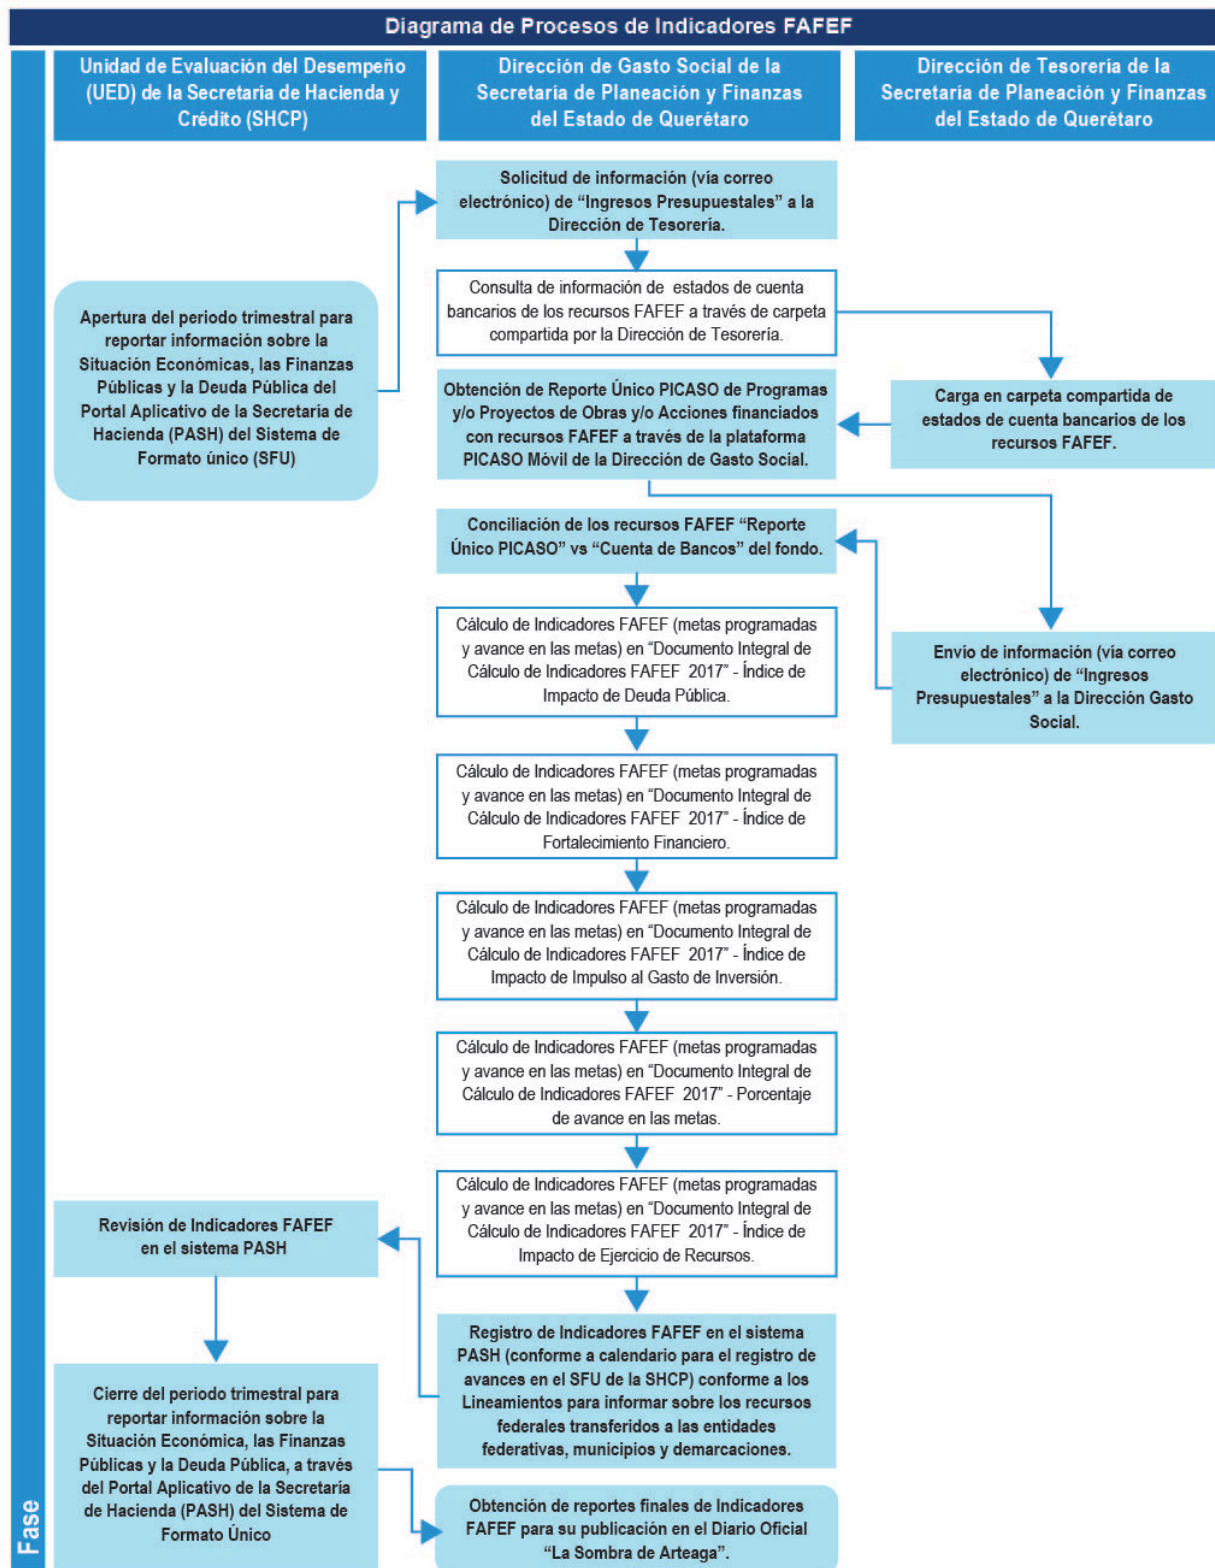 Diagrama de Procesos de Indicadores FAFEF
Unidad de Evaluación del Desempeño
(UED) de la Secretaría de Hacienda y
Crédito (SHCP)
Dirección de Gasto Social de la
Secretaría de Planeación y Finanzas
del Estado de Querétaro
Dirección de Tesorería de la
Secretaría de Planeación y Finanzas
del Estado de Querétaro
Solicitud de información (vía correo
electrónico) de “Ingresos Presupuestales” a la
Dirección de Tesorería.
Apertura del periodo trimestral para
reportar información sobre la
Situación Económicas, las Finanzas
Públicas y la Deuda Pública del
Portal Aplicativo de la Secretaría de
Hacienda (PASH) del Sistema de
Formato único (SFU)
Consulta de información de estados de cuenta
bancarios de los recursos FAFEF a través de carpeta
compartida por la Dirección de Tesorería.
Obtención de Reporte Único PICASO de Programas
y/o Proyectos de Obras y/o Acciones financiados
con recursos FAFEF a través de la plataforma
PICASO Móvil de la Dirección de Gasto Social.
Carga en carpeta compartida de
estados de cuenta bancarios de los
recursos FAFEF.
Conciliación de los recursos FAFEF “Reporte
Único PICASO” vs “Cuenta de Bancos” del fondo.
Cálculo de Indicadores FAFEF (metas programadas
y avance en las metas) en “Documento Integral de
Cálculo de Indicadores FAFEF 2017” - Índice de
Impacto de Deuda Pública.
Envío de información (vía correo
electrónico) de “Ingresos
Presupuestales” a la Dirección Gasto
Social.
Cálculo de Indicadores FAFEF (metas programadas
y avance en las metas) en “Documento Integral de
Cálculo de Indicadores FAFEF 2017” - Índice de
Fortalecimiento Financiero.
Cálculo de Indicadores FAFEF (metas programadas
y avance en las metas) en “Documento Integral de
Cálculo de Indicadores FAFEF 2017” - Índice de
Impacto de Impulso al Gasto de Inversión.
Cálculo de Indicadores FAFEF (metas programadas
y avance en las metas) en “Documento Integral de
Cálculo de Indicadores FAFEF 2017” - Porcentaje
de avance en las metas.
Cálculo de Indicadores FAFEF (metas programadas
y avance en las metas) en “Documento Integral de
Cálculo de Indicadores FAFEF 2017” - Índice de
Impacto de Ejercicio de Recursos.
Revisión de Indicadores FAFEF
en el sistema PASH
Registro de Indicadores FAFEF en el sistema
PASH (conforme a calendario para el registro de
avances en el SFU de la SHCP) conforme a los
Lineamientos para informar sobre los recursos
federales transferidos a las entidades
federativas, municipios y demarcaciones.
Cierre del periodo trimestral para
reportar información sobre la
Situación Económica, las Finanzas
Públicas y la Deuda Pública, a través
del Portal Aplicativo de la Secretaría
de Hacienda (PASH) del Sistema de
Formato Único
Obtención de reportes finales de Indicadores
FAFEF para su publicación en el Diario Oficial
“La Sombra de Arteaga”.
Fase